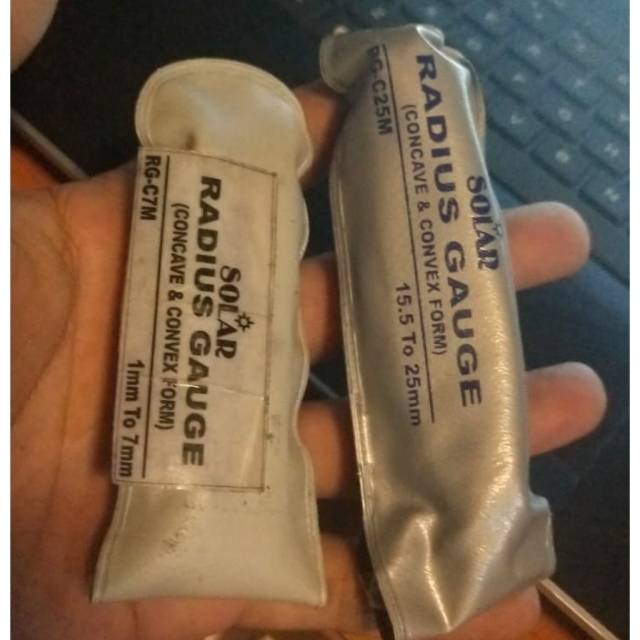 SOLAR
RADIUS GAUGE
(CONCAVE & CONVEX FORM)
RG-C7M
1mm To 7mm
SOLAR
RADIUS GAUGE
(CONCAVE & CONVEX FORM)
RG-C25M
15.5 To 25mm